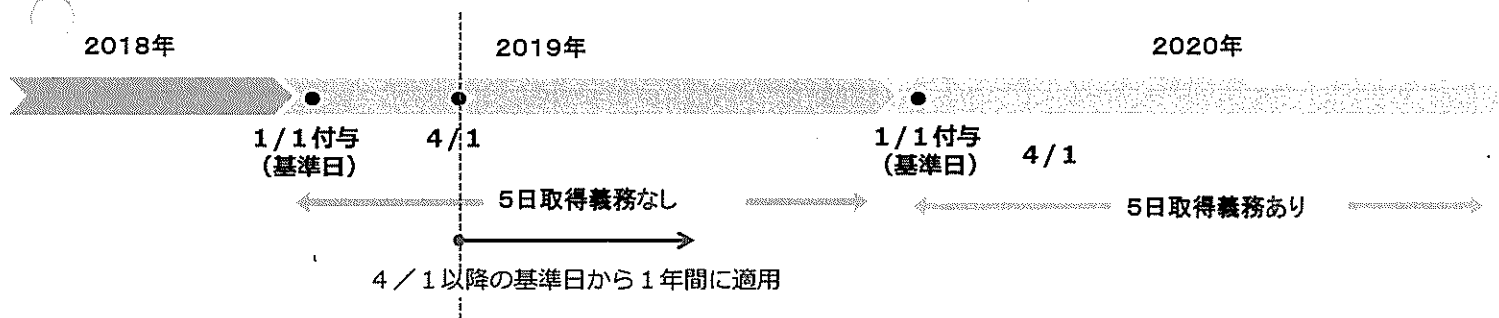 2018年
2019年
2020年
1/1付与
(基準日)
4/1
1/1付与
(基準日)
4/1
5日取得義務なし
5日取得義務あり
4/1以降の基準日から1年間に適用